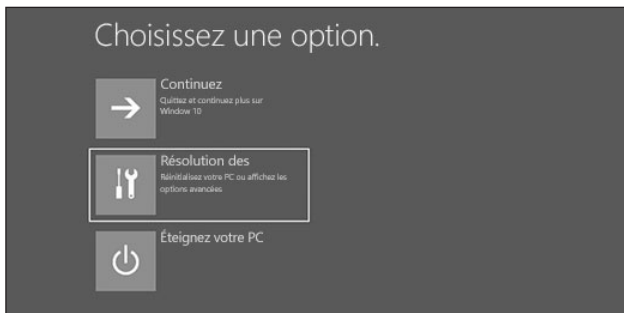 Choisissez une option.
Continuez
Quittez et continuez plus sur
Window 10
Résolution des
Réinitialisez votre PC ou affichez les
options avancées
Éteignez votre PC